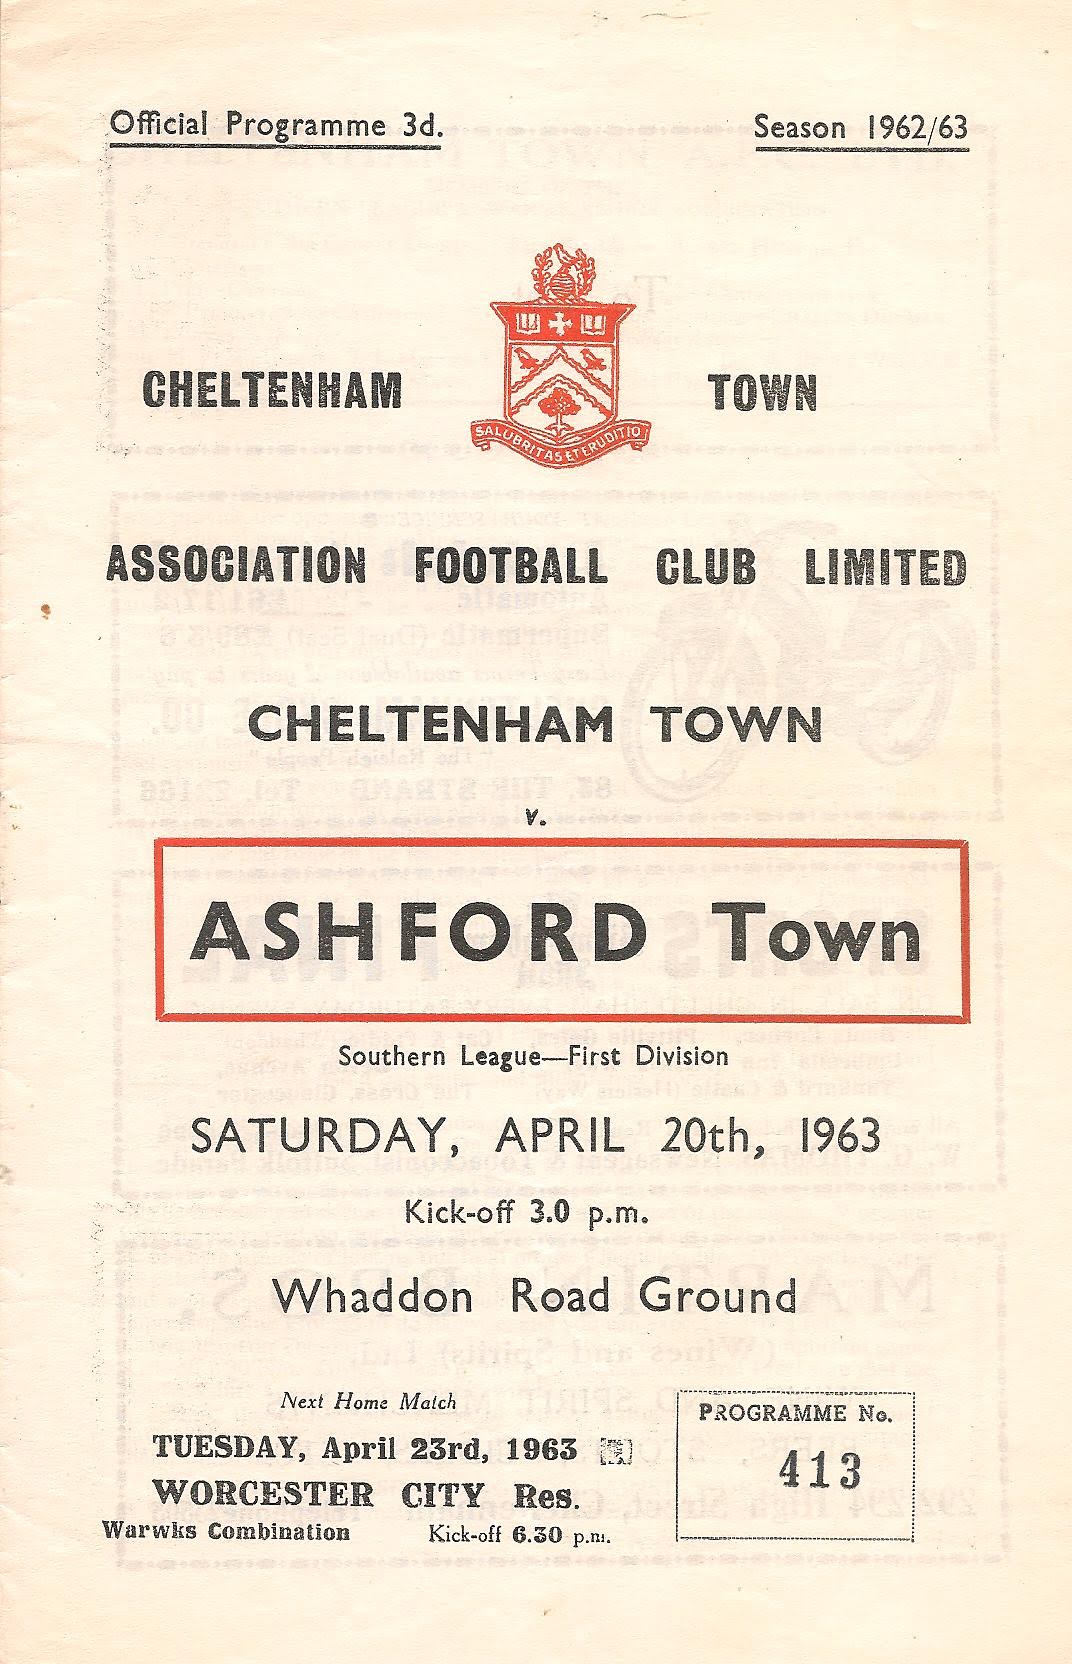 Official Programme 3d. Season 1962/63
CHELTENHAM TOWN
SALUBRITAS ET ERUDITIO
ASSOCIATION FOOTBALL CLUB LIMITED
CHELTENHAM TOWN
v.
ASHFORD Town
Southern League—First Division
SATURDAY, APRIL 20th, 1963
Kick-off 3.0 p.m.
Whaddon Road Ground
Next Home Match
TUESDAY, April 23rd, 1963
WORCESTER CITY Res.
Warwks Combination Kick-off 6.30 p.m.
PROGRAMME No.
413